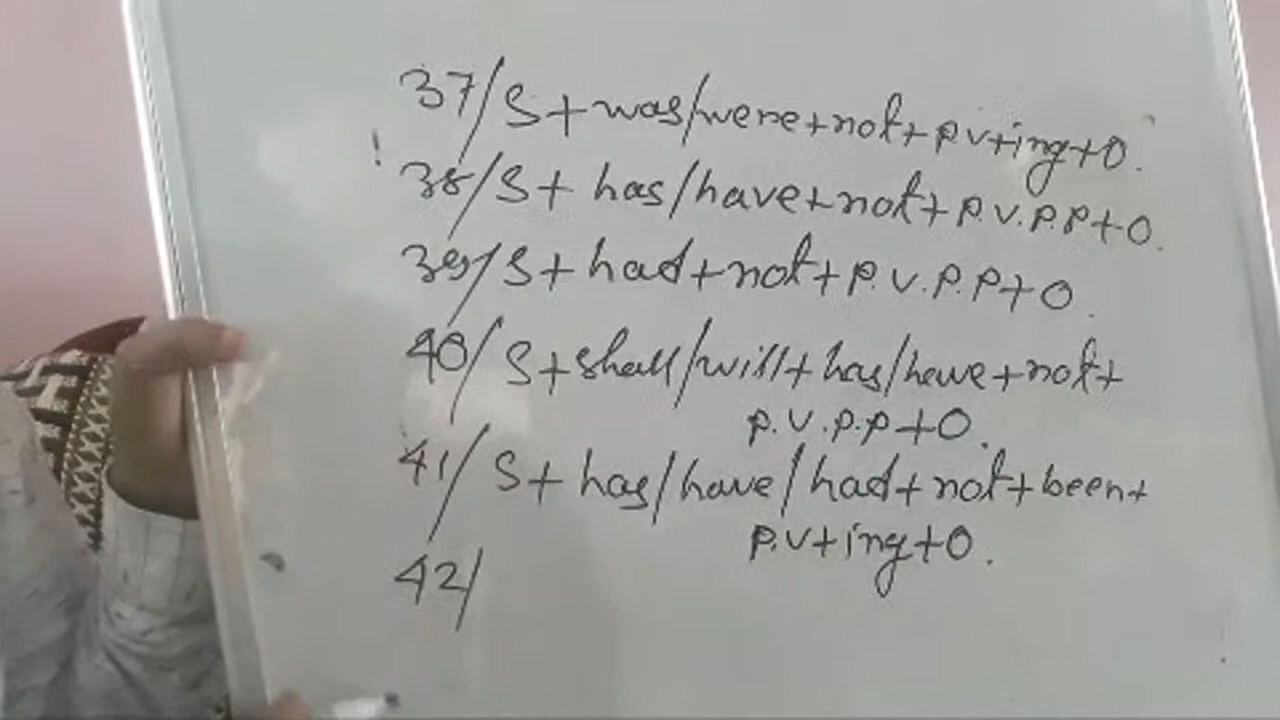 37/ S + was/were + not + p.v + ing + O.
38/ S + has/have + not + P.V.P.P + O.
39/ S + had + not + P.V.P.P + O.
40/ S + shall/will + has/have + not +
P.V.P.P + O.
41/ S + has/have/had + not + been +
P.V + ing + O.
42/